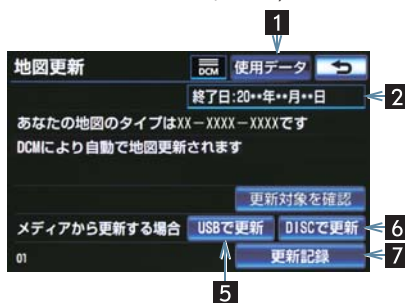 1
地図更新 DCM 使用データ
終了日:20••年••月••日 2
あなたの地図のタイプはXX－XXXX－XXXXです
DCMにより自動で地図更新されます
更新対象を確認
メディアから更新する場合 USBで更新 DISCで更新 6
01 更新記録 7
5